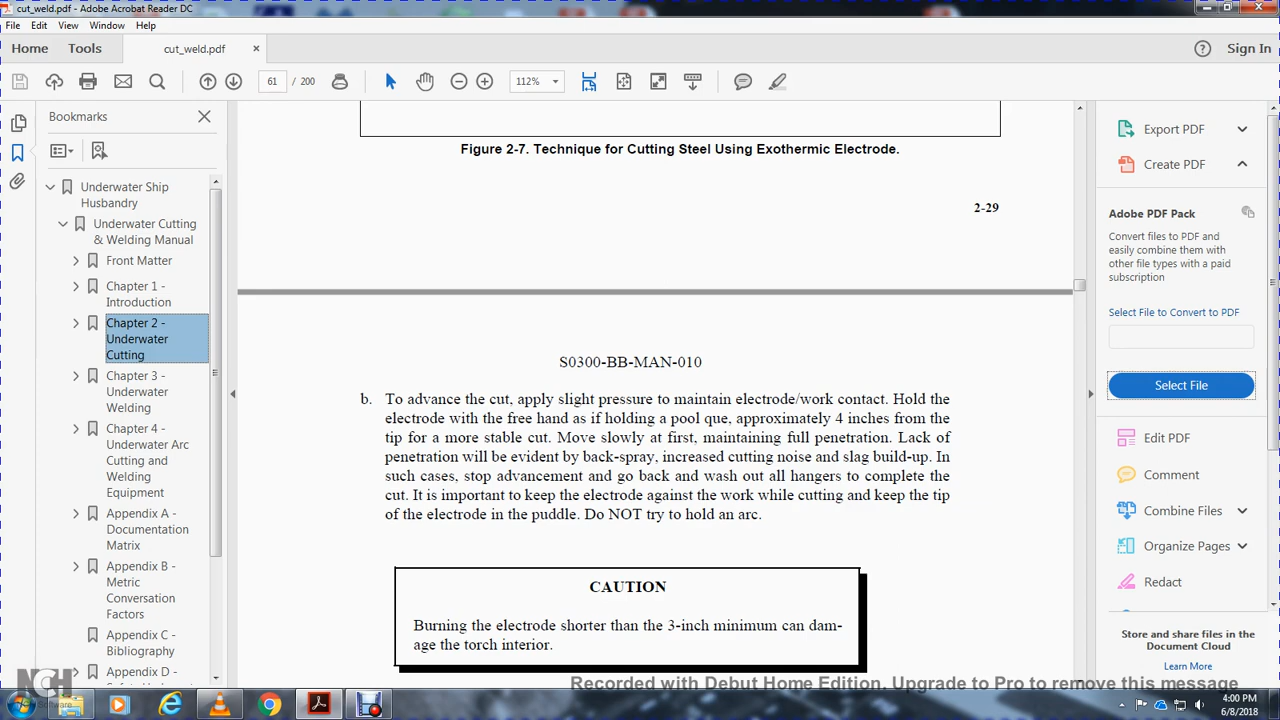 cut_weld.pdf - Adobe Acrobat Reader DC
File Edit View Window Help
Home Tools cut_weld.pdf × Sign In
61 / 200 112%
Bookmarks
Underwater Ship
Husbandry
Underwater Cutting
& Welding Manual
Front Matter
Chapter 1 -
Introduction
Chapter 2 -
Underwater
Cutting
Chapter 3 -
Underwater
Welding
Chapter 4 -
Underwater Arc
Cutting and
Welding
Equipment
Appendix A -
Documentation
Matrix
Appendix B -
Metric
Conversation
Factors
Appendix C -
Bibliography
Appendix D -
Figure 2-7. Technique for Cutting Steel Using Exothermic Electrode.
2-29
S0300-BB-MAN-010
b. To advance the cut, apply slight pressure to maintain electrode/work contact. Hold the
electrode with the free hand as if holding a pool que, approximately 4 inches from the
tip for a more stable cut. Move slowly at first, maintaining full penetration. Lack of
penetration will be evident by back-spray, increased cutting noise and slag build-up. In
such cases, stop advancement and go back and wash out all hangers to complete the
cut. It is important to keep the electrode against the work while cutting and keep the tip
of the electrode in the puddle. Do NOT try to hold an arc.
CAUTION
Burning the electrode shorter than the 3-inch minimum can dam-
age the torch interior.
Export PDF
Create PDF
Adobe PDF Pack
Convert files to PDF and
easily combine them with
other file types with a paid
subscription
Select File to Convert to PDF
Select File
Edit PDF
Comment
Combine Files
Organize Pages
Redact
Store and share files in the
Document Cloud
Learn More
Recorded with Debut Home Edition. Upgrade to Pro to remove this message
NCH
Software
4:00 PM
6/8/2018